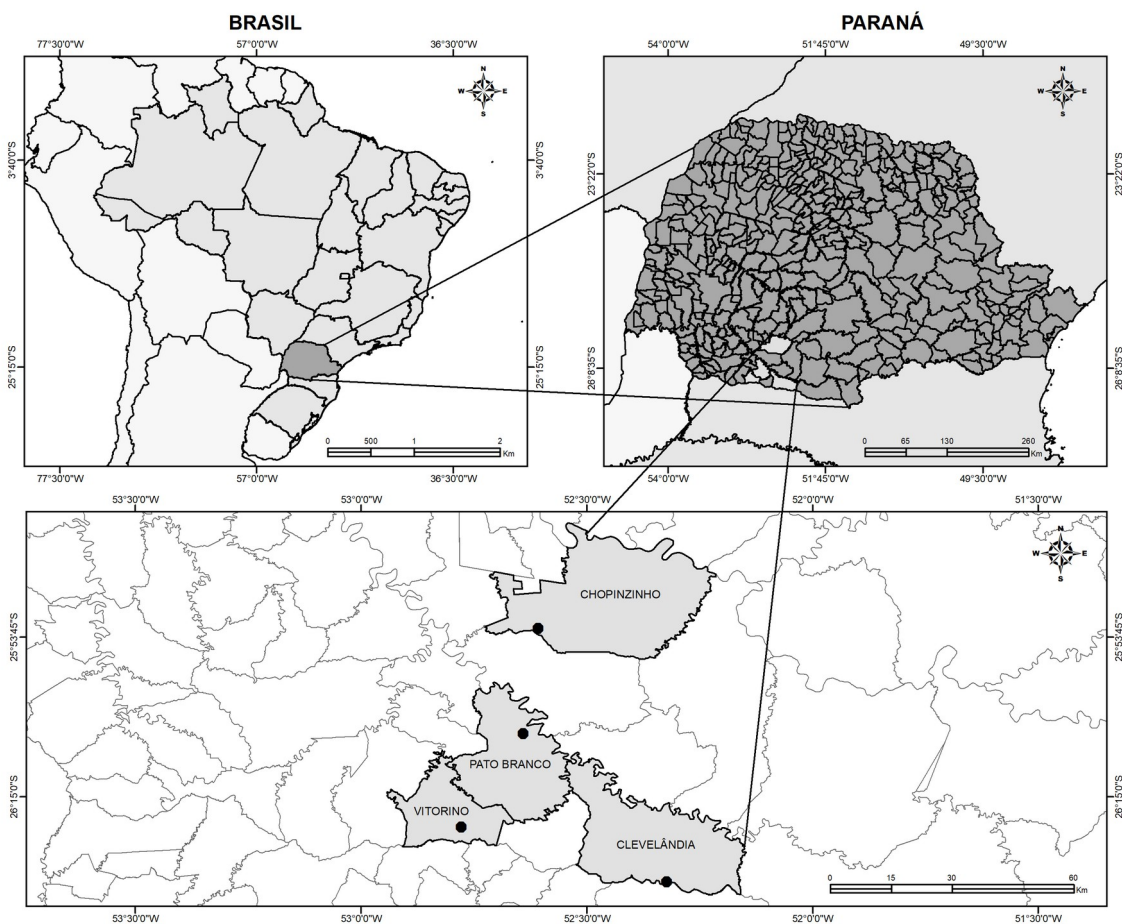 BRASIL
77°30'0"W 57°0'0"W 36°30'0"W
3°40'0"S
25°15'0"S
3°40'0"S
25°15'0"S
N
W E
S
0 500 1 2
Km
77°30'0"W 57°0'0"W 36°30'0"W
PARANÁ
54°0'0"W 51°45'0"W 49°30'0"W
23°22'0"S
26°8'35"S
23°22'0"S
26°8'35"S
N
W E
S
0 65 130 260
Km
54°0'0"W 51°45'0"W 49°30'0"W
53°30'0"W 53°0'0"W 52°30'0"W 52°0'0"W 51°30'0"W
25°53'45"S
26°15'0"S
25°53'45"S
26°15'0"S
N
W E
S
CHOPINZINHO
PATO BRANCO
VITORINO
CLEVELÂNDIA
0 15 30 60
Km
53°30'0"W 53°0'0"W 52°30'0"W 52°0'0"W 51°30'0"W